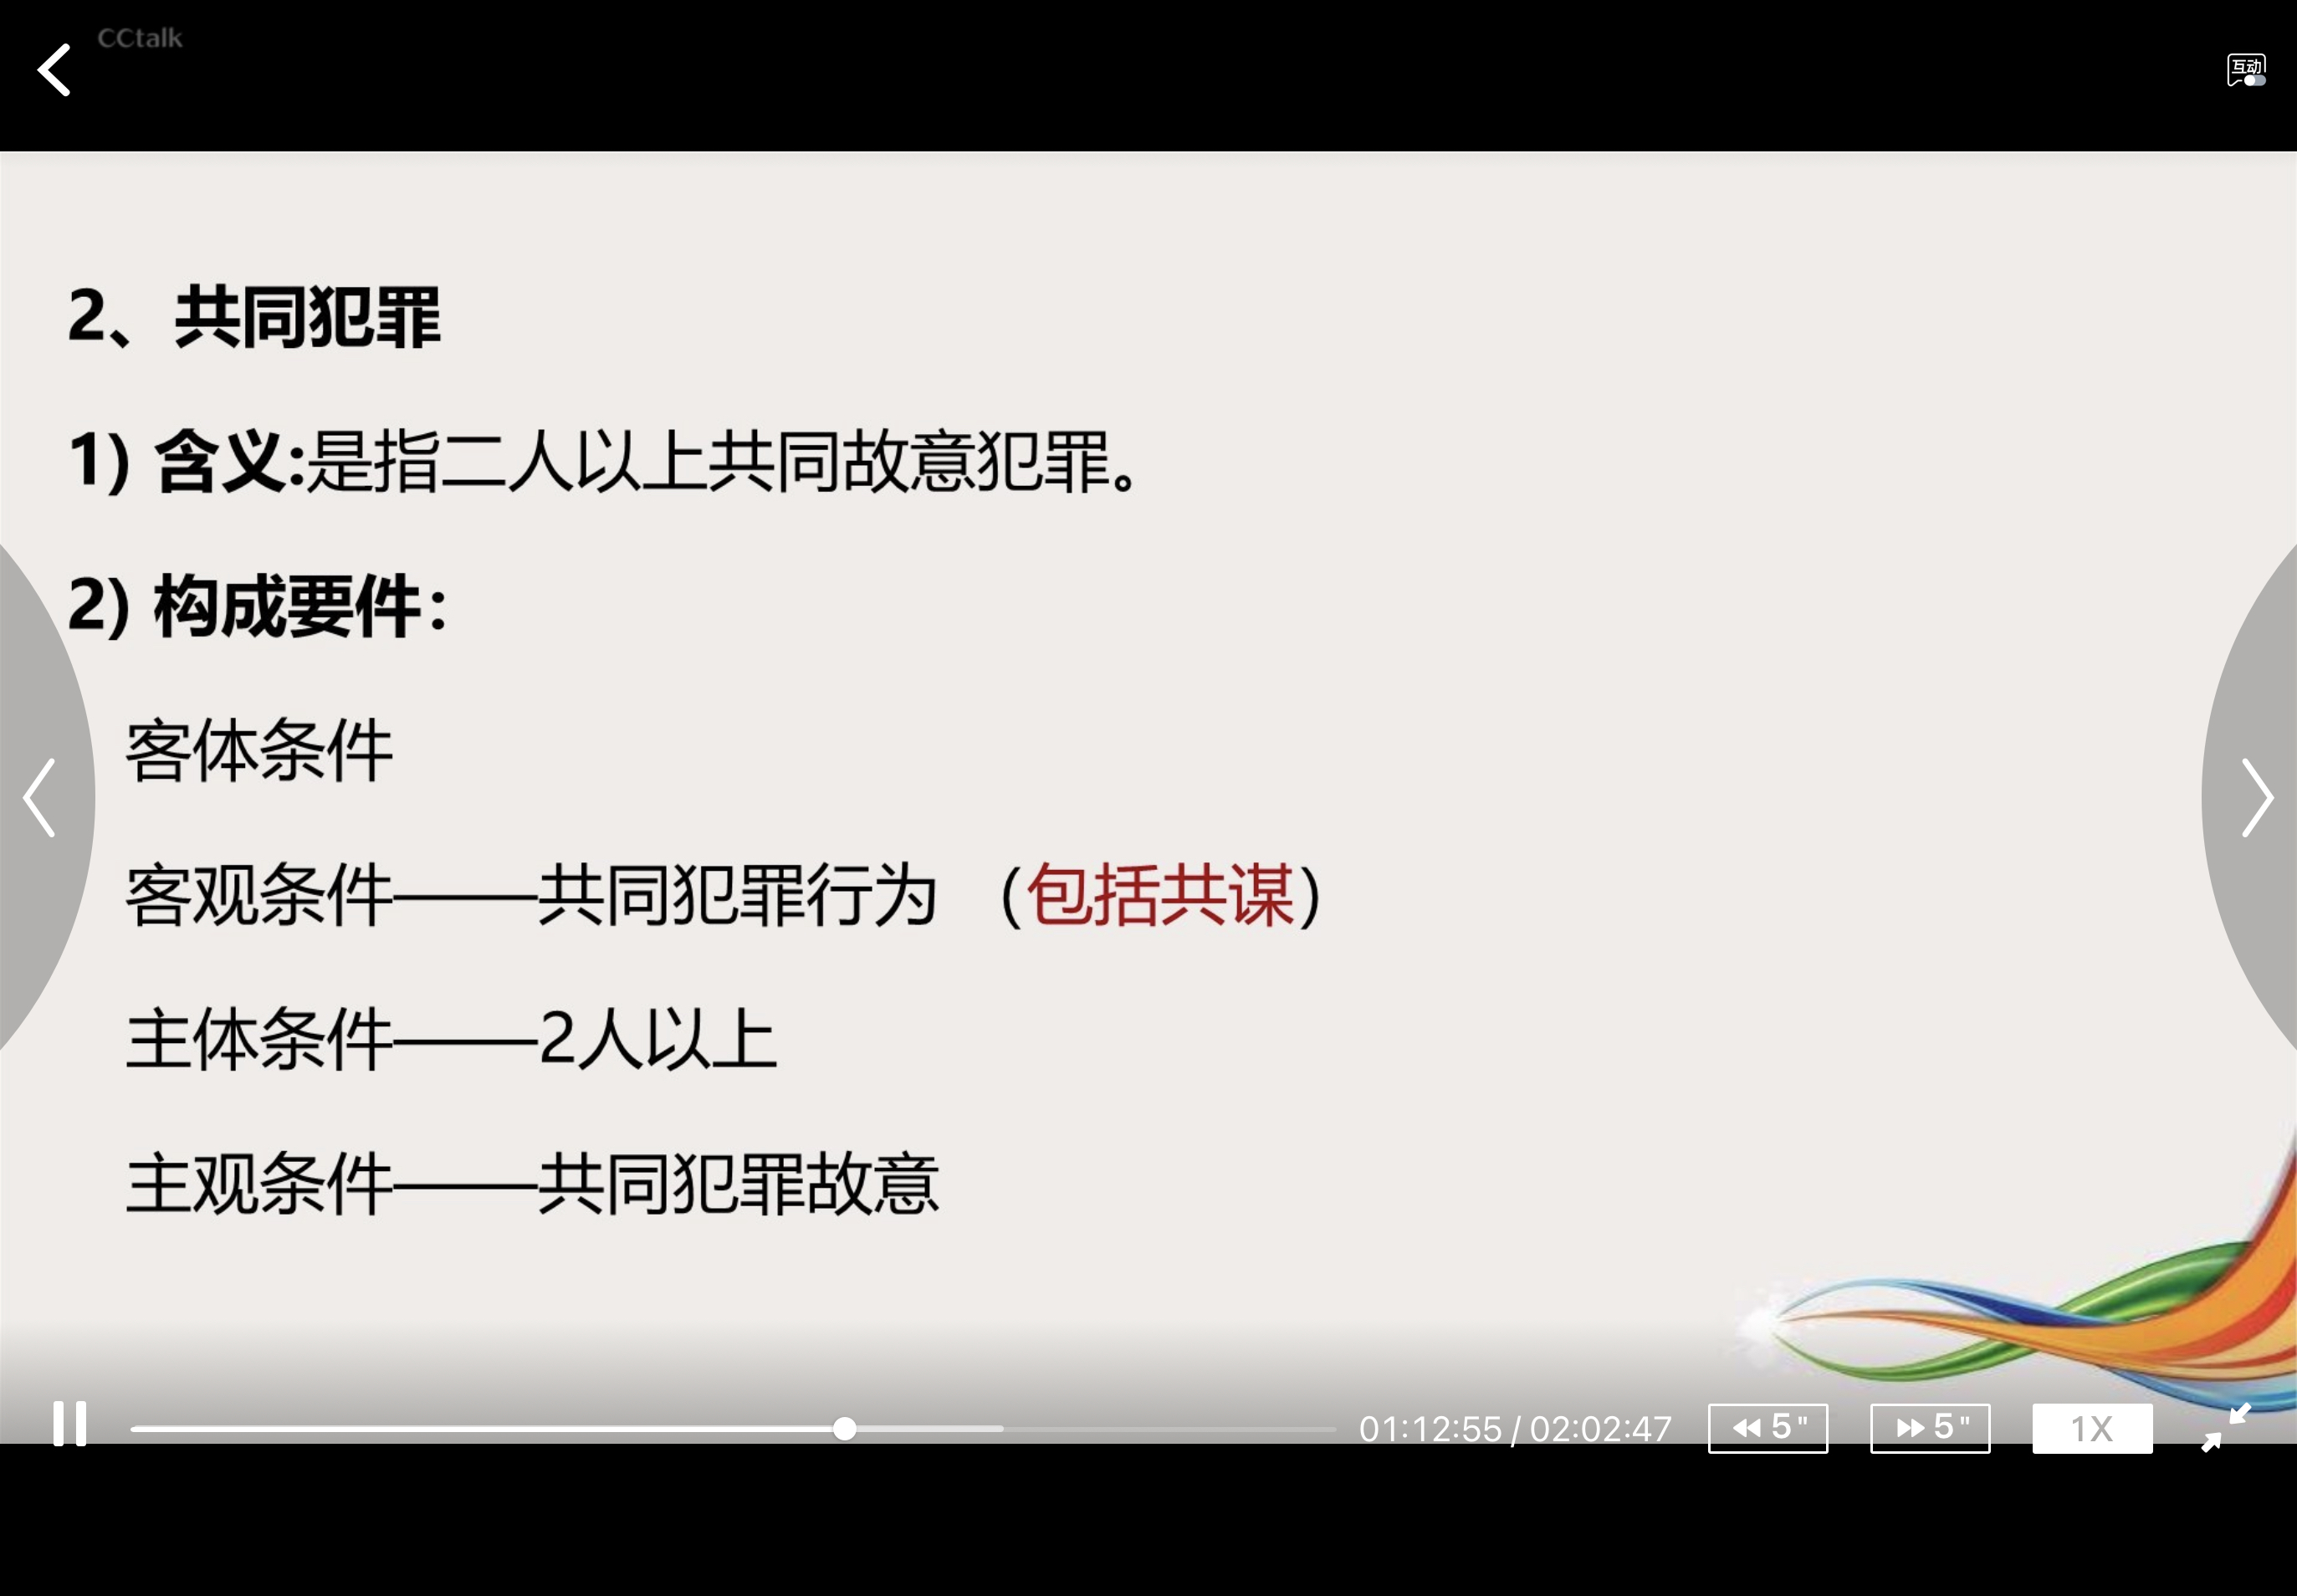 CCtalk
互动
2、共同犯罪
1) 含义:是指二人以上共同故意犯罪。
2) 构成要件：
客体条件
客观条件——共同犯罪行为 （包括共谋）
主体条件——2人以上
主观条件——共同犯罪故意
01:12:55 / 02:02:47 5" 5" 1X